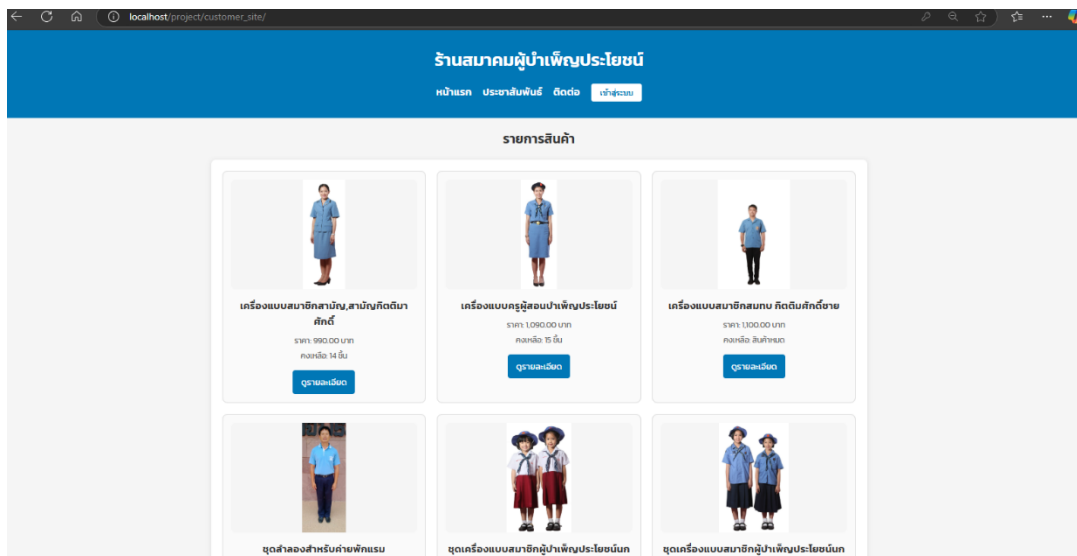 localhost/project/customer_site/
ร้านสมาคมผู้บำเพ็ญประโยชน์
หน้าแรก ประชาสัมพันธ์ ติดต่อ เข้าสู่ระบบ
รายการสินค้า
เครื่องแบบสมาชิกสามัญ,สามัญกิตติมา
ศักดิ์
ราคา: 990.00 บาท
คงเหลือ: 14 ชิ้น
ดูรายละเอียด
เครื่องแบบครูผู้สอนบำเพ็ญประโยชน์
ราคา: 1,090.00 บาท
คงเหลือ: 15 ชิ้น
ดูรายละเอียด
เครื่องแบบสมาชิกสมทบ กิตติมศักดิ์ชาย
ราคา: 1,100.00 บาท
คงเหลือ: สินค้าหมด
ดูรายละเอียด
ชุดลำลองสำหรับค่ายพักแรม
ชุดเครื่องแบบสมาชิกผู้บำเพ็ญประโยชน์นก
ชุดเครื่องแบบสมาชิกผู้บำเพ็ญประโยชน์นก